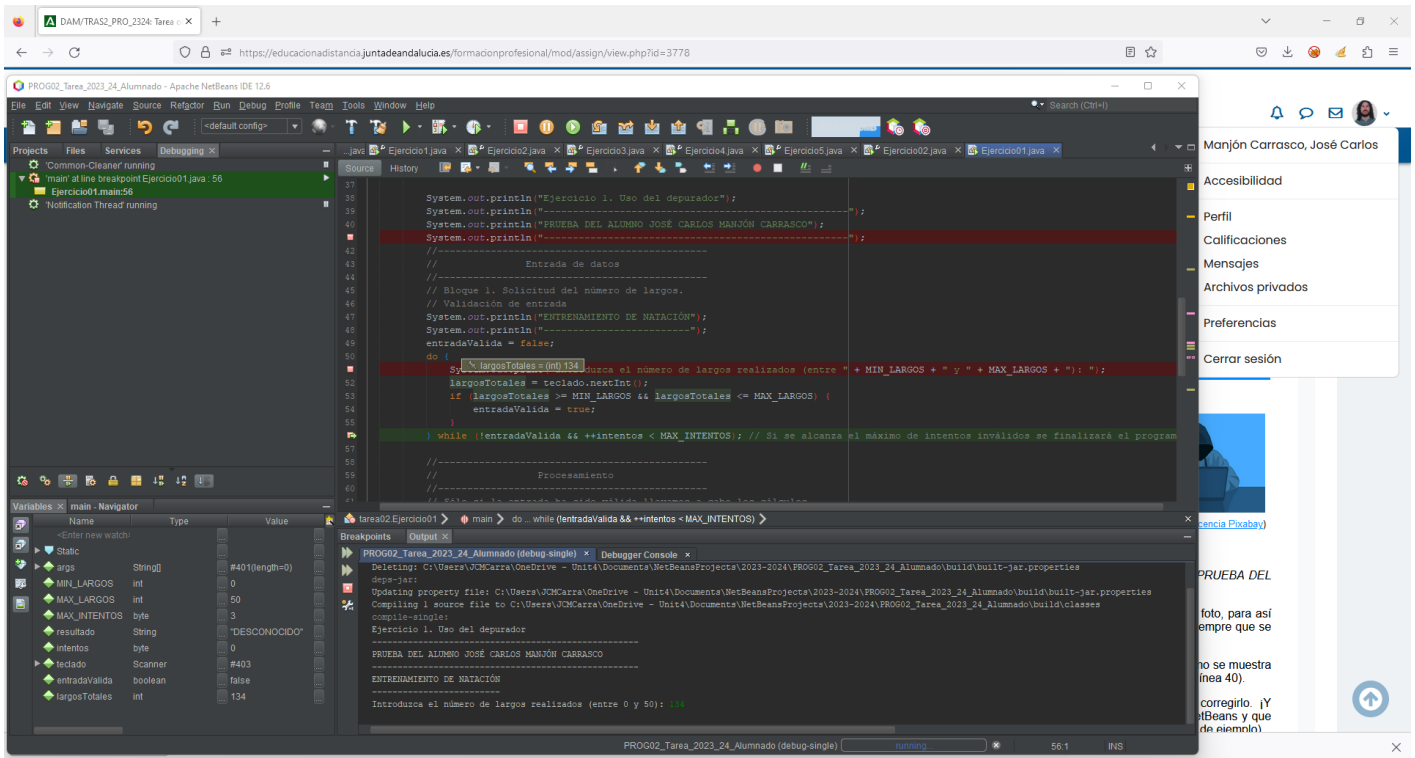 DAM/TRAS2_PRO_2324: Tarea
https://educacionadistancia.juntadeandalucia.es/formacionprofesional/mod/assign/view.php?id=3778
PROG02_Tarea_2023_24_Alumnado - Apache NetBeans IDE 12.6
File Edit View Navigate Source Refactor Run Debug Profile Team Tools Window Help
Search (Ctrl+I)
<default config>
Projects Files Services Debugging
'Common-Cleaner' running
'main' at line breakpoint Ejercicio01.java : 56
Ejercicio01.main:56
'Notification Thread' running
...java Ejercicio1.java Ejercicio2.java Ejercicio3.java Ejercicio4.java Ejercicio5.java Ejercicio02.java Ejercicio01.java
Source History
37
38 System.out.println("Ejercicio 1. Uso del depurador");
39 System.out.println("----------------------------------------------------");
40 System.out.println("PRUEBA DEL ALUMNO JOSÉ CARLOS MANJÓN CARRASCO");
System.out.println("----------------------------------------------------");
42 //----------------------------------------------
43 // Entrada de datos
44 //----------------------------------------------
45 // Bloque 1. Solicitud del número de largos.
46 // Validación de entrada
47 System.out.println("ENTRENAMIENTO DE NATACIÓN");
48 System.out.println("-------------------------");
49 entradaValida = false;
50 do {
largosTotales = (int) 134
Sy el número de largos realizados (entre " + MIN_LARGOS + " y " + MAX_LARGOS + "): ");
52 largosTotales = teclado.nextInt();
53 if (largosTotales >= MIN_LARGOS && largosTotales <= MAX_LARGOS) {
54 entradaValida = true;
55 }
} while (!entradaValida && ++intentos < MAX_INTENTOS); // Si se alcanza el máximo de intentos inválidos se finalizará el program
57
58 //----------------------------------------------
59 // Procesamiento
60 //----------------------------------------------
tarea02.Ejercicio01 main do ... while (!entradaValida && ++intentos < MAX_INTENTOS)
Variables main - Navigator
Name Type Value
<Enter new watch>
Static
args String[] #401(length=0)
MIN_LARGOS int 0
MAX_LARGOS int 50
MAX_INTENTOS byte 3
resultado String "DESCONOCIDO"
intentos byte 0
teclado Scanner #403
entradaValida boolean false
largosTotales int 134
Breakpoints Output
PROG02_Tarea_2023_24_Alumnado (debug-single) Debugger Console
Deleting: C:\Users\JCMCarra\OneDrive - Unit4\Documents\NetBeansProjects\2023-2024\PROG02_Tarea_2023_24_Alumnado\build\built-jar.properties
deps-jar:
Updating property file: C:\Users\JCMCarra\OneDrive - Unit4\Documents\NetBeansProjects\2023-2024\PROG02_Tarea_2023_24_Alumnado\build\built-jar.properties
Compiling 1 source file to C:\Users\JCMCarra\OneDrive - Unit4\Documents\NetBeansProjects\2023-2024\PROG02_Tarea_2023_24_Alumnado\build\classes
compile-single:
Ejercicio 1. Uso del depurador
----------------------------------------------------
PRUEBA DEL ALUMNO JOSÉ CARLOS MANJÓN CARRASCO
----------------------------------------------------
ENTRENAMIENTO DE NATACIÓN
-------------------------
Introduzca el número de largos realizados (entre 0 y 50): 134
PROG02_Tarea_2023_24_Alumnado (debug-single) running... 56:1 INS
Manjón Carrasco, José Carlos
Accesibilidad
Perfil
Calificaciones
Mensajes
Archivos privados
Preferencias
Cerrar sesión
cencia Pixabay)
PRUEBA DEL
foto, para así
empre que se
no se muestra
ínea 40).
corregirlo. ¡Y
etBeans y que
de ejemplo)